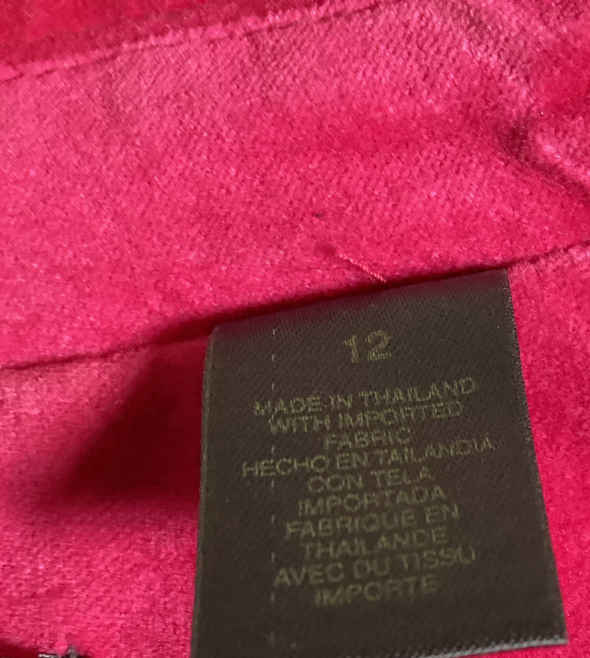 12
MADE IN THAILAND
WITH IMPORTED
FABRIC
HECHO EN TAILANDIA
CON TELA
IMPORTADA
FABRIQUE EN
THAILANDE
AVEC DU TISSU
IMPORTE